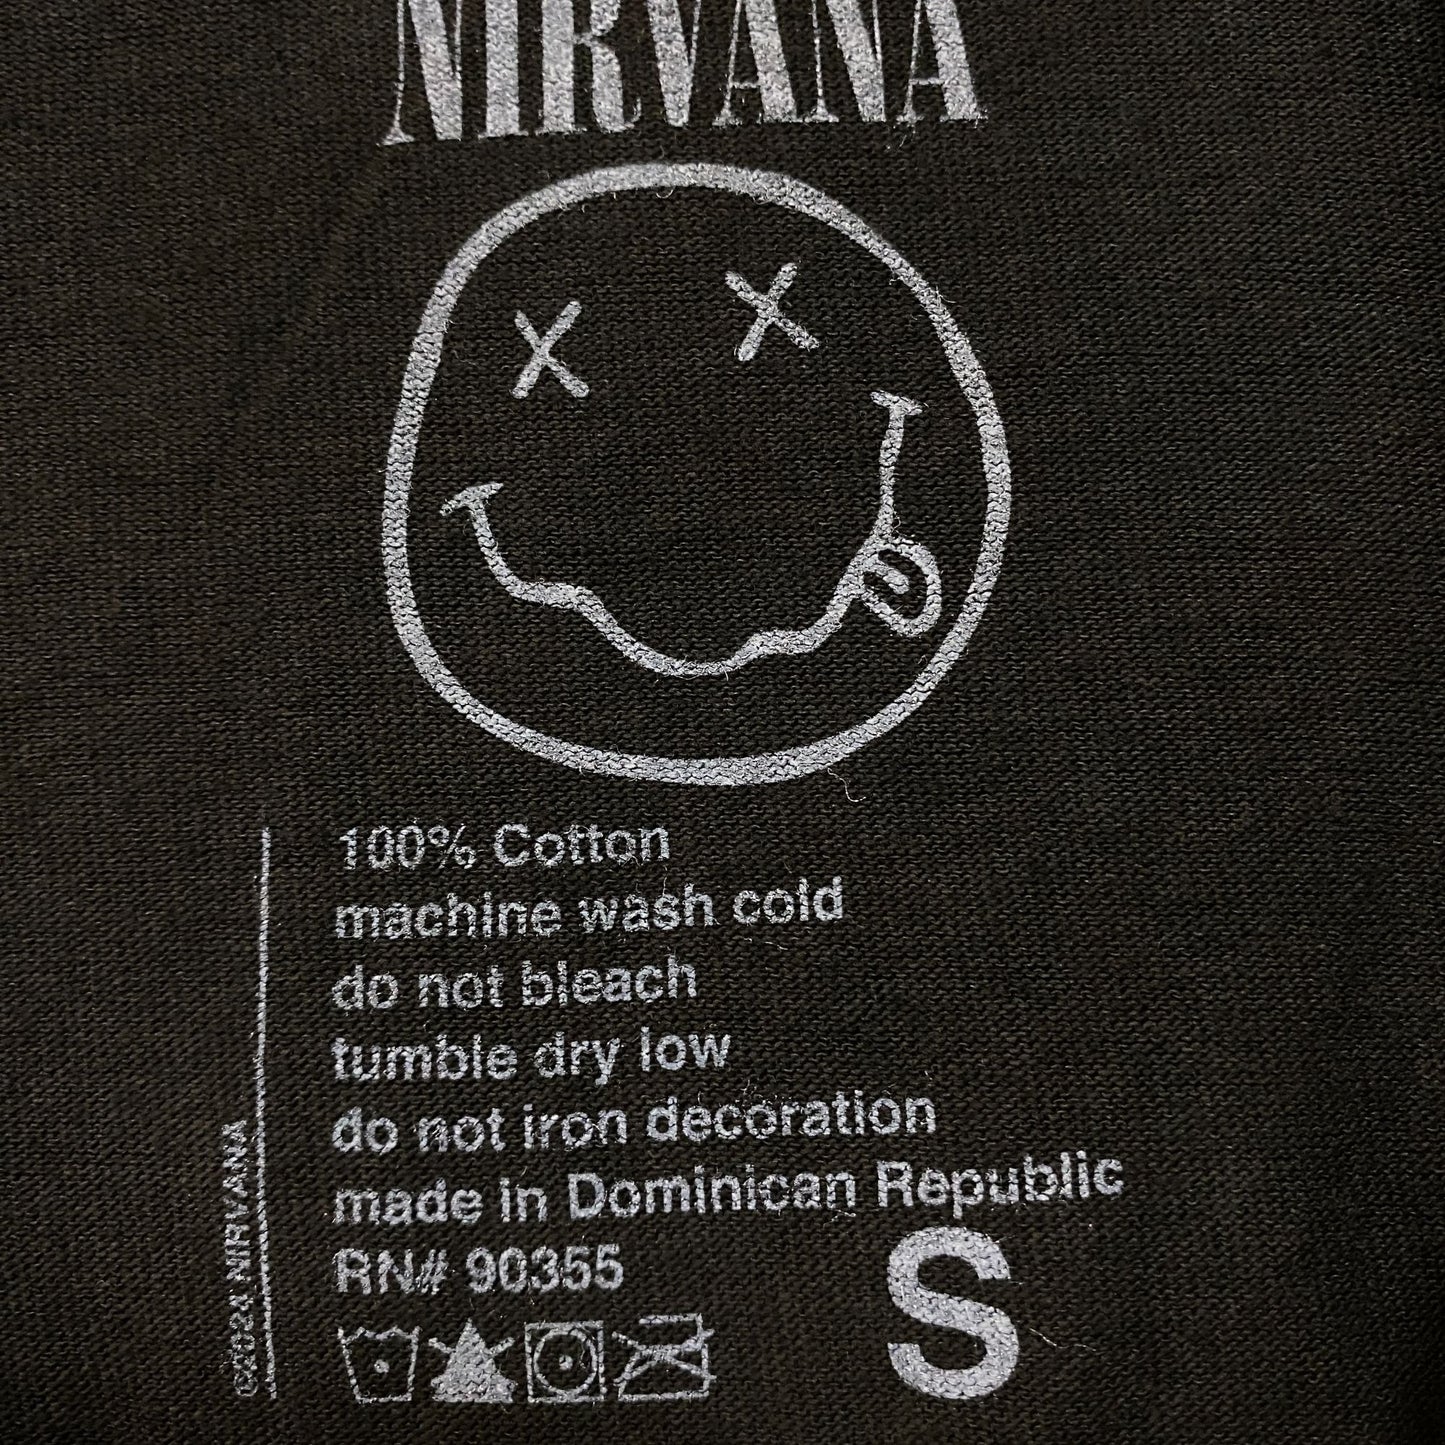 NIRVANA
100% Cotton
machine wash cold
do not bleach
tumble dry low
do not iron decoration
made in Dominican Republic
RN# 90355
S
©2024 NIRVANA